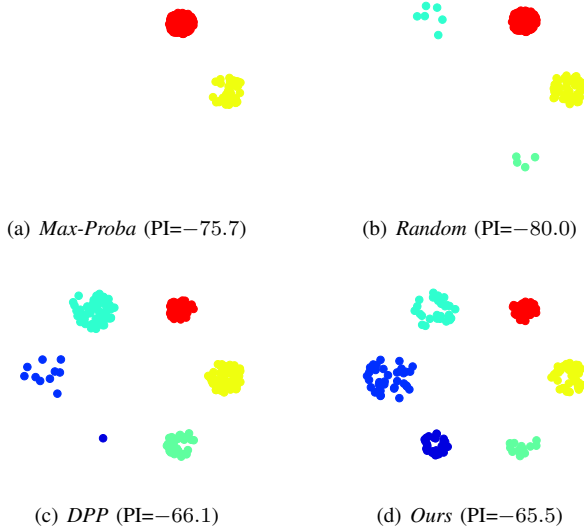 (a) Max-Proba (PI=−75.7)
(b) Random (PI=−80.0)
(c) DPP (PI=−66.1)
(d) Ours (PI=−65.5)